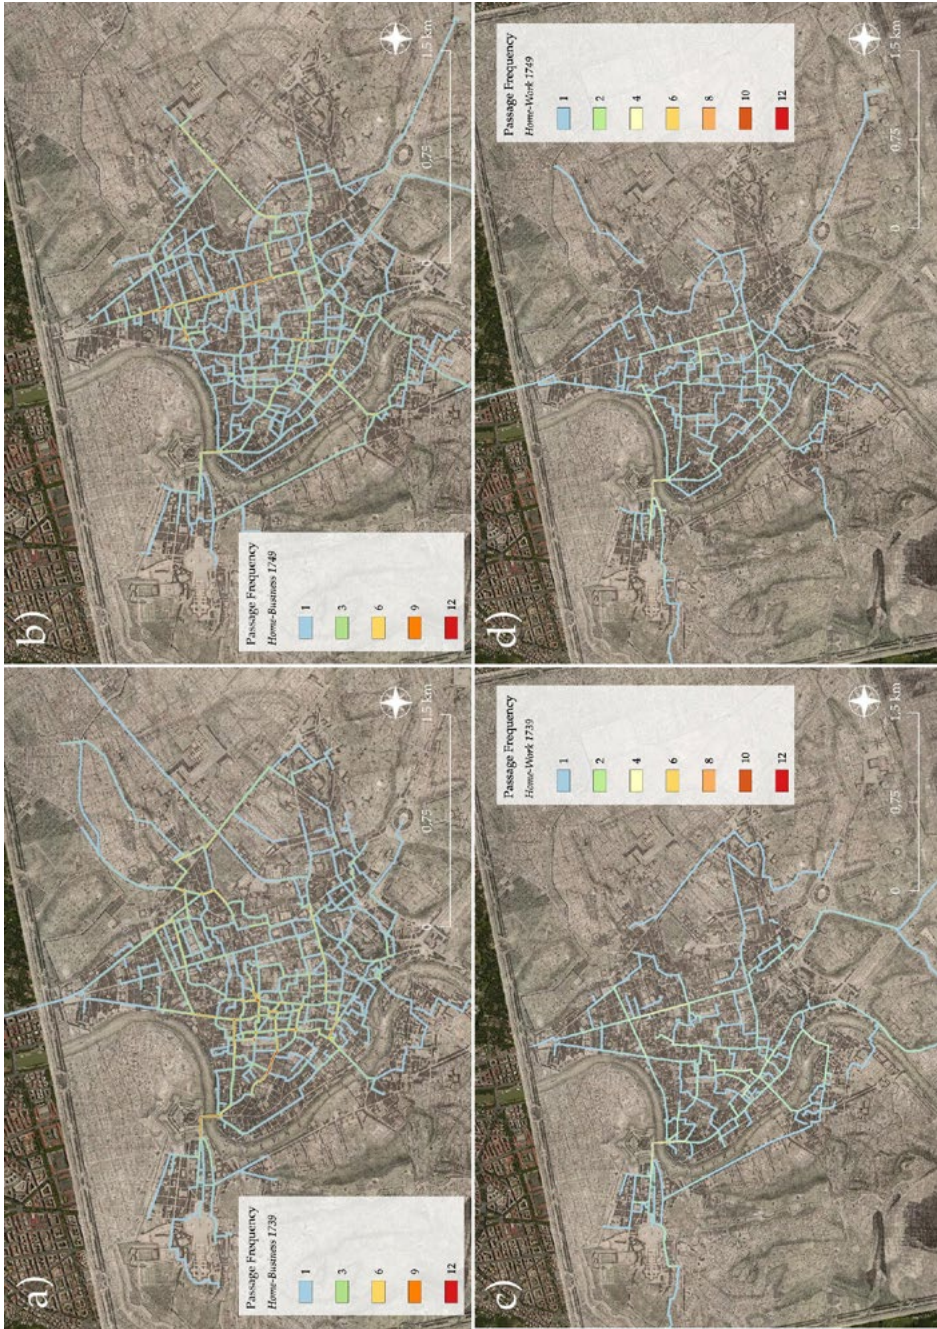 a)
Passage Frequency
Home-Business 1739
1
3
6
9
12
0
0,75
1,5 km
b)
Passage Frequency
Home-Business 1749
1
3
6
9
12
0
0,75
1,5 km
c)
Passage Frequency
Home-Work 1739
1
2
4
6
8
10
12
0
0,75
1,5 km
d)
Passage Frequency
Home-Work 1749
1
2
4
6
8
10
12
0
0,75
1,5 km